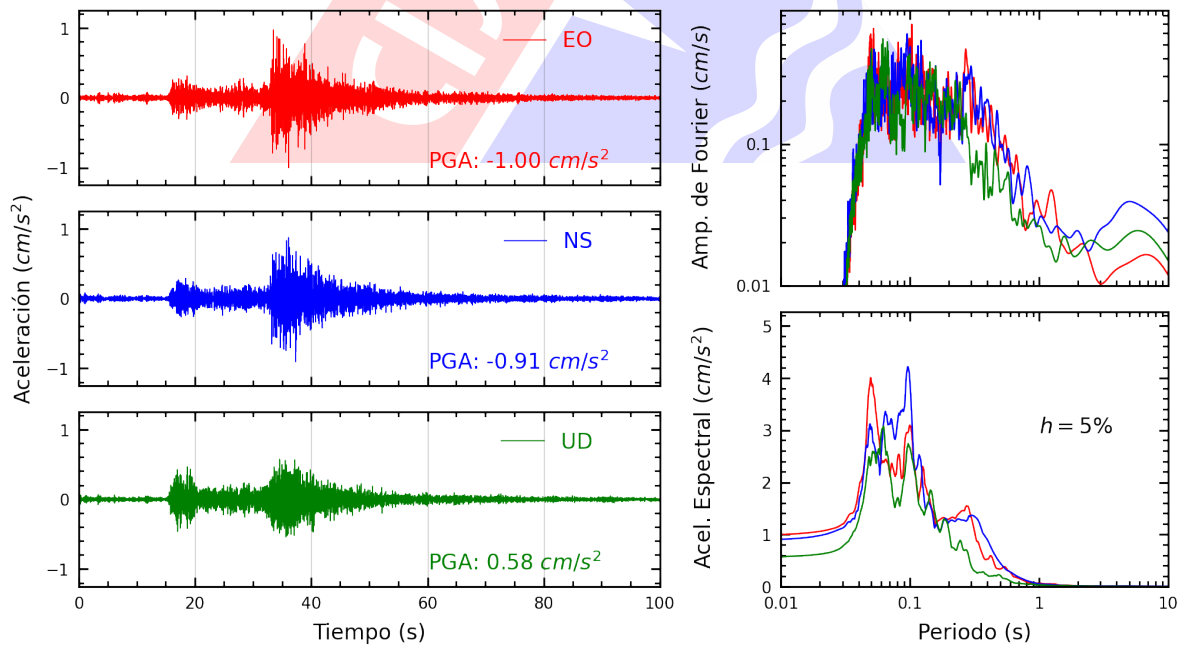 Aceleración (cm/s²)
1
0
−1
EO
PGA: -1.00 cm/s²
1
0
−1
NS
PGA: -0.91 cm/s²
1
0
−1
UD
PGA: 0.58 cm/s²
0 20 40 60 80 100
Tiempo (s)
Amp. de Fourier (cm/s)
0.1
0.01
Acel. Espectral (cm/s²)
5
4
3
2
1
0
h = 5%
0.01 0.1 1 10
Periodo (s)